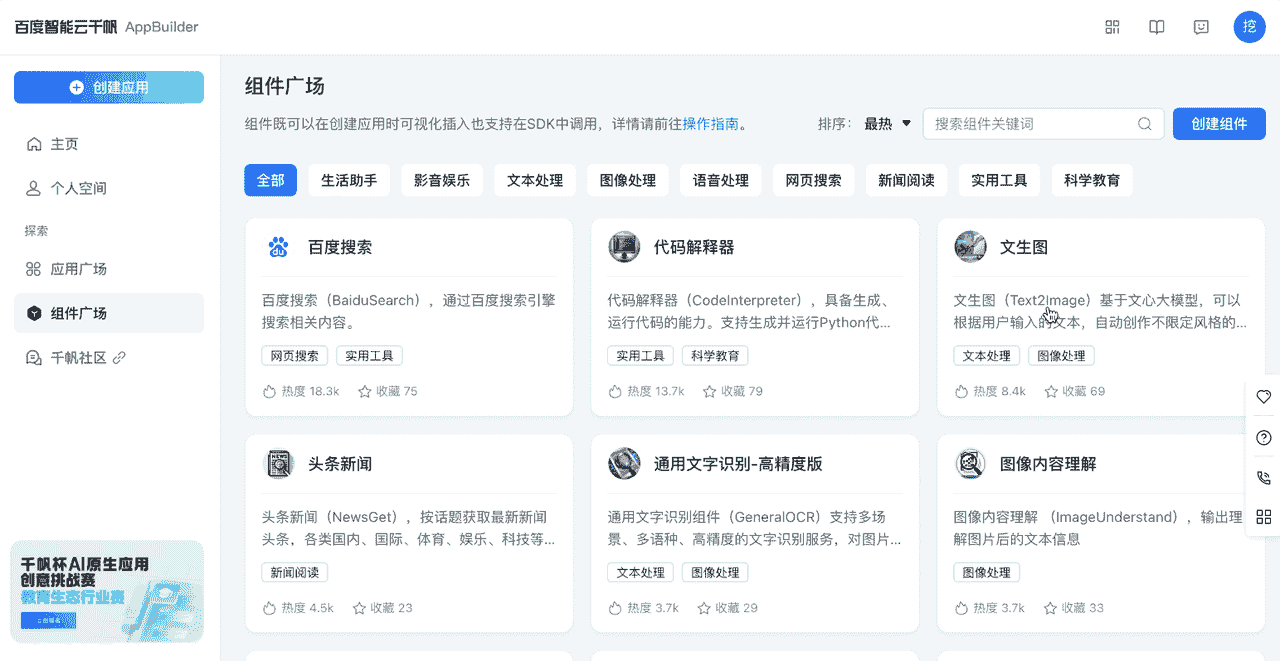 百度智能云千帆 AppBuilder
挖
创建应用
主页
个人空间
探索
应用广场
组件广场
千帆社区
千帆杯AI原生应用
创意挑战赛
教育生态行业赛
组件广场
组件既可以在创建应用时可视化插入也支持在SDK中调用，详情请前往操作指南。
排序： 最热
搜索组件关键词
创建组件
全部 生活助手 影音娱乐 文本处理 图像处理 语音处理 网页搜索 新闻阅读 实用工具 科学教育
百度搜索
百度搜索（BaiduSearch），通过百度搜索引擎
搜索相关内容。
网页搜索 实用工具
热度 18.3k 收藏 75
代码解释器
代码解释器（CodeInterpreter），具备生成、
运行代码的能力。支持生成并运行Python代...
实用工具 科学教育
热度 13.7k 收藏 79
文生图
文生图（Text2Image）基于文心大模型，可以
根据用户输入的文本，自动创作不限定风格的...
文本处理 图像处理
热度 8.4k 收藏 69
头条新闻
头条新闻（NewsGet），按话题获取最新新闻
头条，各类国内、国际、体育、娱乐、科技等...
新闻阅读
热度 4.5k 收藏 23
通用文字识别-高精度版
通用文字识别组件（GeneralOCR）支持多场
景、多语种、高精度的文字识别服务，对图片...
文本处理 图像处理
热度 3.7k 收藏 29
图像内容理解
图像内容理解 （ImageUnderstand），输出理
解图片后的文本信息
图像处理
热度 3.7k 收藏 33